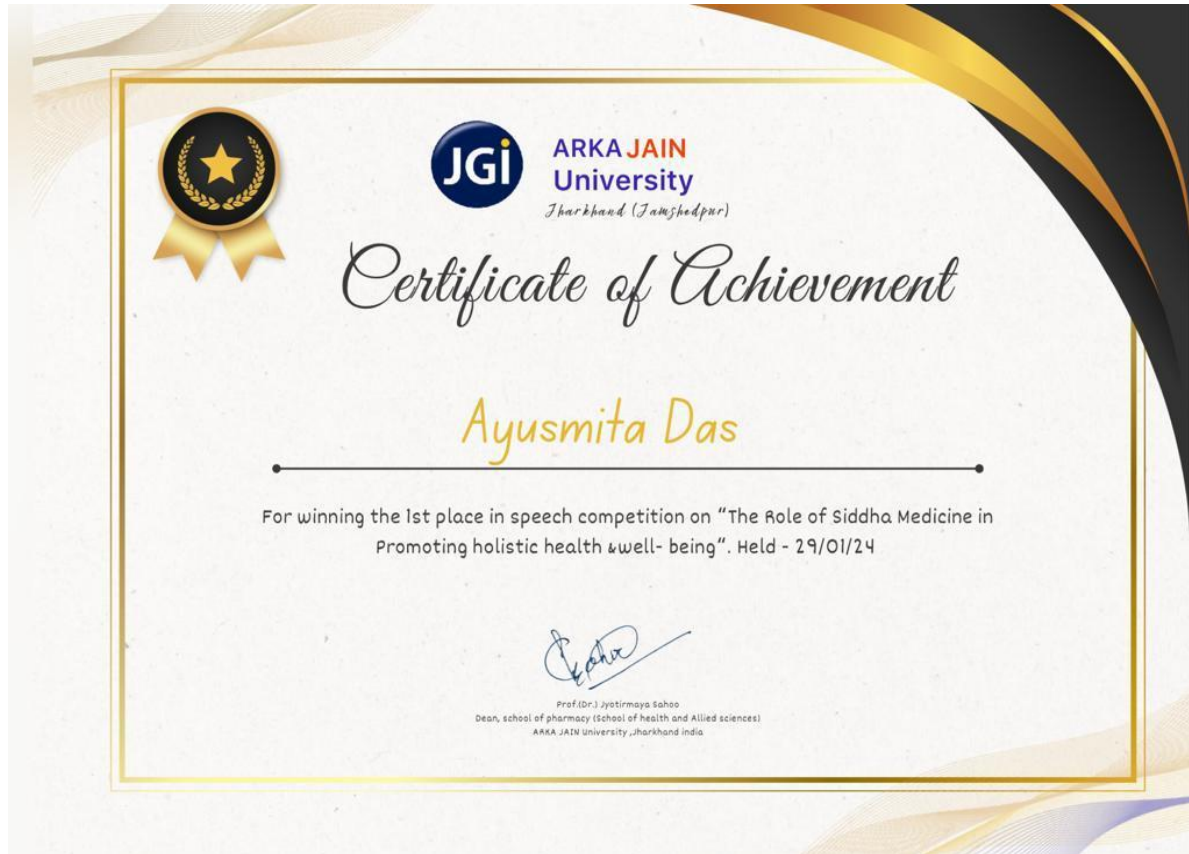 JGi
ARKA JAIN
University
Jharkhand (Jamshedpur)
Certificate of Achievement
Ayusmita Das
For winning the 1st place in speech competition on "The Role of Siddha Medicine in
Promoting holistic health &well- being". Held - 29/01/24
Prof.(Dr.) Jyotirmaya Sahoo
Dean, school of pharmacy (School of health and Allied sciences)
ARKA JAIN University ,Jharkhand india